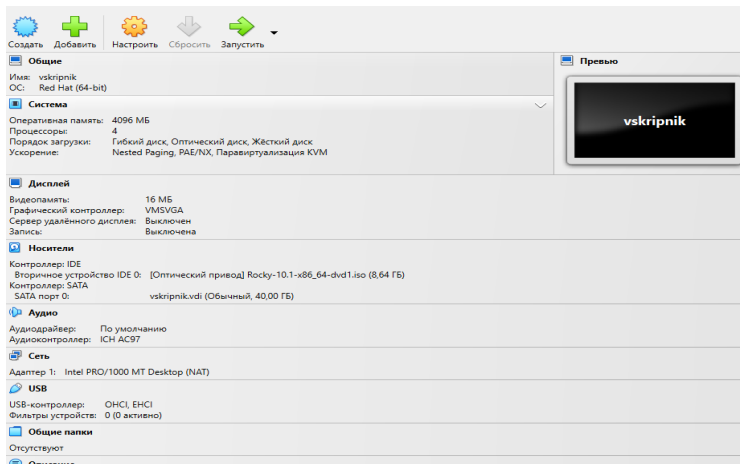 Создать Добавить Настроить Сбросить Запустить
Общие
Имя: vskripnik
ОС: Red Hat (64-bit)
Превью
vskripnik
Система
Оперативная память: 4096 МБ
Процессоры: 4
Порядок загрузки: Гибкий диск, Оптический диск, Жёсткий диск
Ускорение: Nested Paging, PAE/NX, Паравиртуализация KVM
Дисплей
Видеопамять: 16 МБ
Графический контроллер: VMSVGA
Сервер удалённого дисплея: Выключен
Запись: Выключена
Носители
Контроллер: IDE
Вторичное устройство IDE 0: [Оптический привод] Rocky-10.1-x86_64-dvd1.iso (8,64 ГБ)
Контроллер: SATA
SATA порт 0: vskripnik.vdi (Обычный, 40,00 ГБ)
Аудио
Аудиодрайвер: По умолчанию
Аудиоконтроллер: ICH AC97
Сеть
Адаптер 1: Intel PRO/1000 MT Desktop (NAT)
USB
USB-контроллер: OHCI, EHCI
Фильтры устройств: 0 (0 активно)
Общие папки
Отсутствуют
Описание